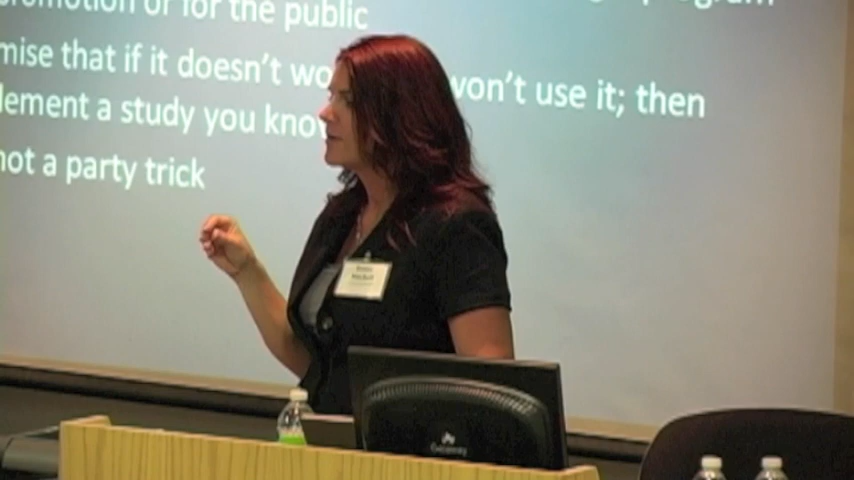 promotion or for the public
mise that if it doesn't wo won't use it; then
lement a study you kno
not a party trick
Gateway